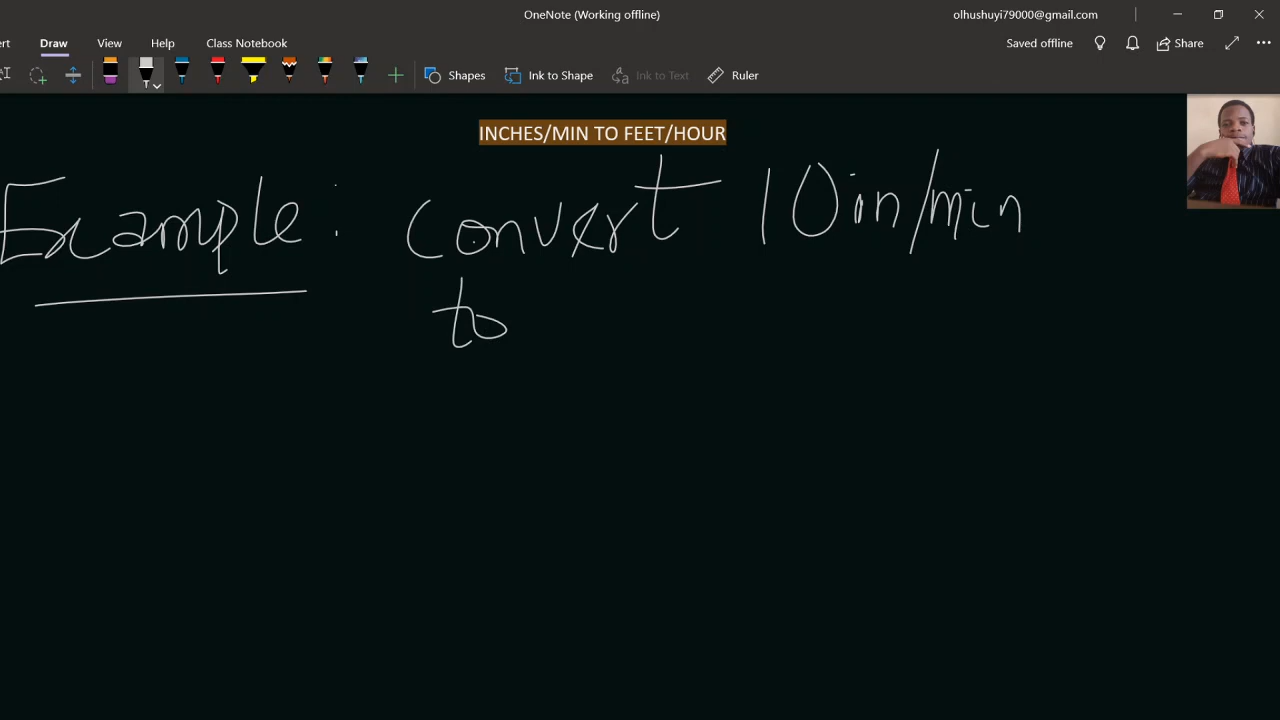 OneNote (Working offline)
olhushuyi79000@gmail.com
ert Draw View Help Class Notebook
Saved offline Share
Shapes Ink to Shape Ink to Text Ruler
INCHES/MIN TO FEET/HOUR
Example: convert 10in/min
to